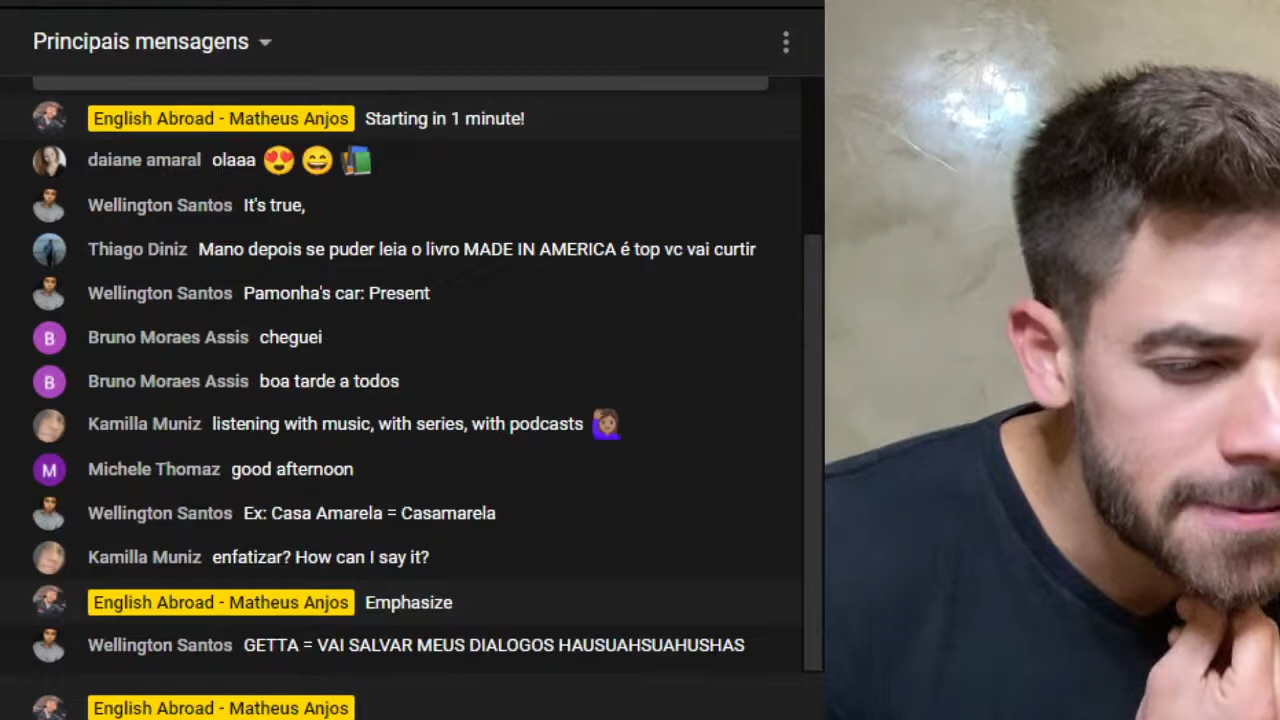 Principais mensagens
English Abroad - Matheus Anjos Starting in 1 minute!
daiane amaral olaaa 😍 😄 📚
Wellington Santos It's true,
Thiago Diniz Mano depois se puder leia o livro MADE IN AMERICA é top vc vai curtir
Wellington Santos Pamonha's car: Present
B Bruno Moraes Assis cheguei
B Bruno Moraes Assis boa tarde a todos
Kamilla Muniz listening with music, with series, with podcasts 🙋🏽‍♀️
M Michele Thomaz good afternoon
Wellington Santos Ex: Casa Amarela = Casamarela
Kamilla Muniz enfatizar? How can I say it?
English Abroad - Matheus Anjos Emphasize
Wellington Santos GETTA = VAI SALVAR MEUS DIALOGOS HAUSUAHSUAHUSHAS
English Abroad - Matheus Anjos